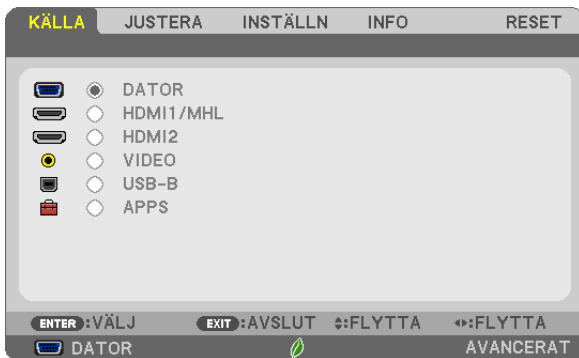 KÄLLA JUSTERA INSTÄLLN INFO RESET
DATOR
HDMI1/MHL
HDMI2
VIDEO
USB-B
APPS
ENTER :VÄLJ EXIT :AVSLUT :FLYTTA :FLYTTA
DATOR AVANCERAT